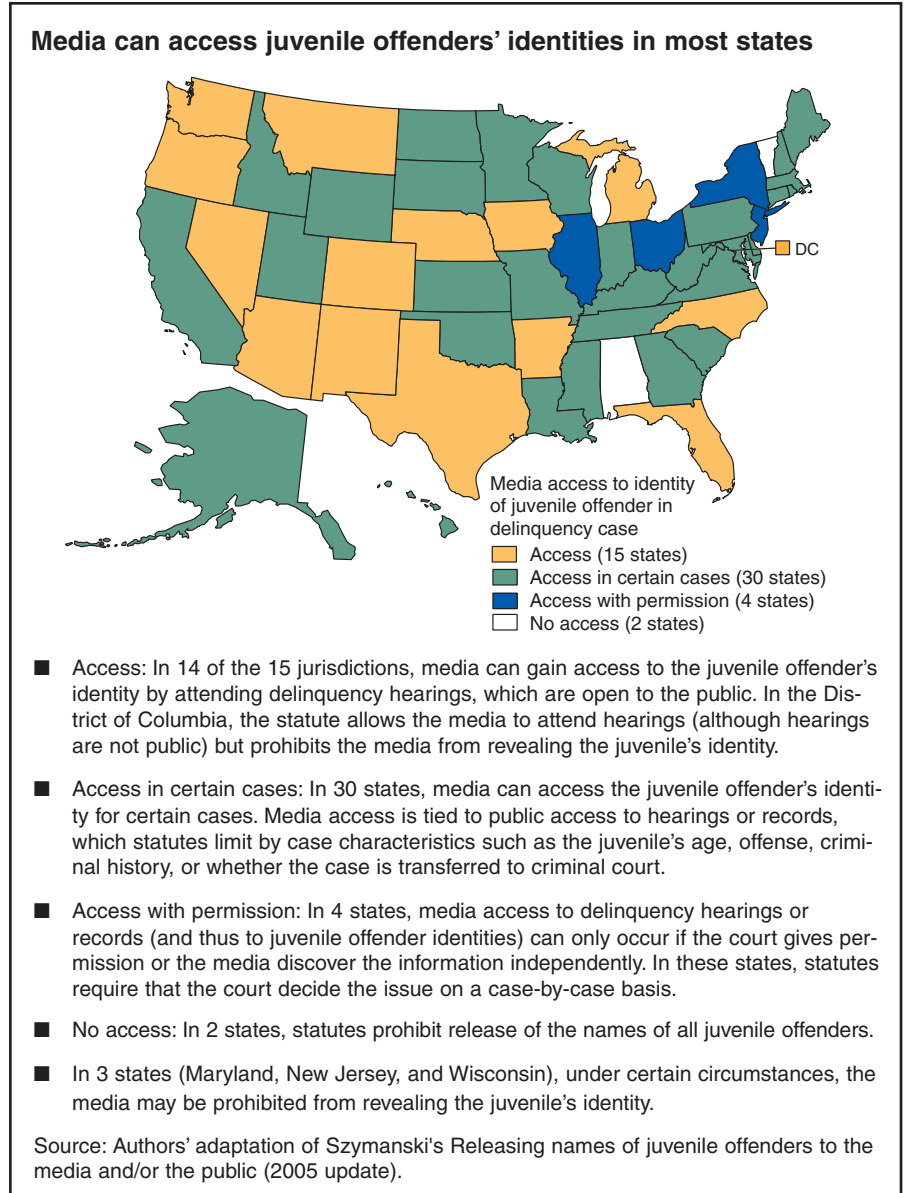 Media can access juvenile offenders' identities in most states
DC
Media access to identity
of juvenile offender in
delinquency case
Access (15 states)
Access in certain cases (30 states)
Access with permission (4 states)
No access (2 states)
■ Access: In 14 of the 15 jurisdictions, media can gain access to the juvenile offender's
identity by attending delinquency hearings, which are open to the public. In the Dis-
trict of Columbia, the statute allows the media to attend hearings (although hearings
are not public) but prohibits the media from revealing the juvenile's identity.
■ Access in certain cases: In 30 states, media can access the juvenile offender's identi-
ty for certain cases. Media access is tied to public access to hearings or records,
which statutes limit by case characteristics such as the juvenile's age, offense, crimi-
nal history, or whether the case is transferred to criminal court.
■ Access with permission: In 4 states, media access to delinquency hearings or
records (and thus to juvenile offender identities) can only occur if the court gives per-
mission or the media discover the information independently. In these states, statutes
require that the court decide the issue on a case-by-case basis.
■ No access: In 2 states, statutes prohibit release of the names of all juvenile offenders.
■ In 3 states (Maryland, New Jersey, and Wisconsin), under certain circumstances, the
media may be prohibited from revealing the juvenile's identity.
Source: Authors' adaptation of Szymanski's Releasing names of juvenile offenders to the
media and/or the public (2005 update).